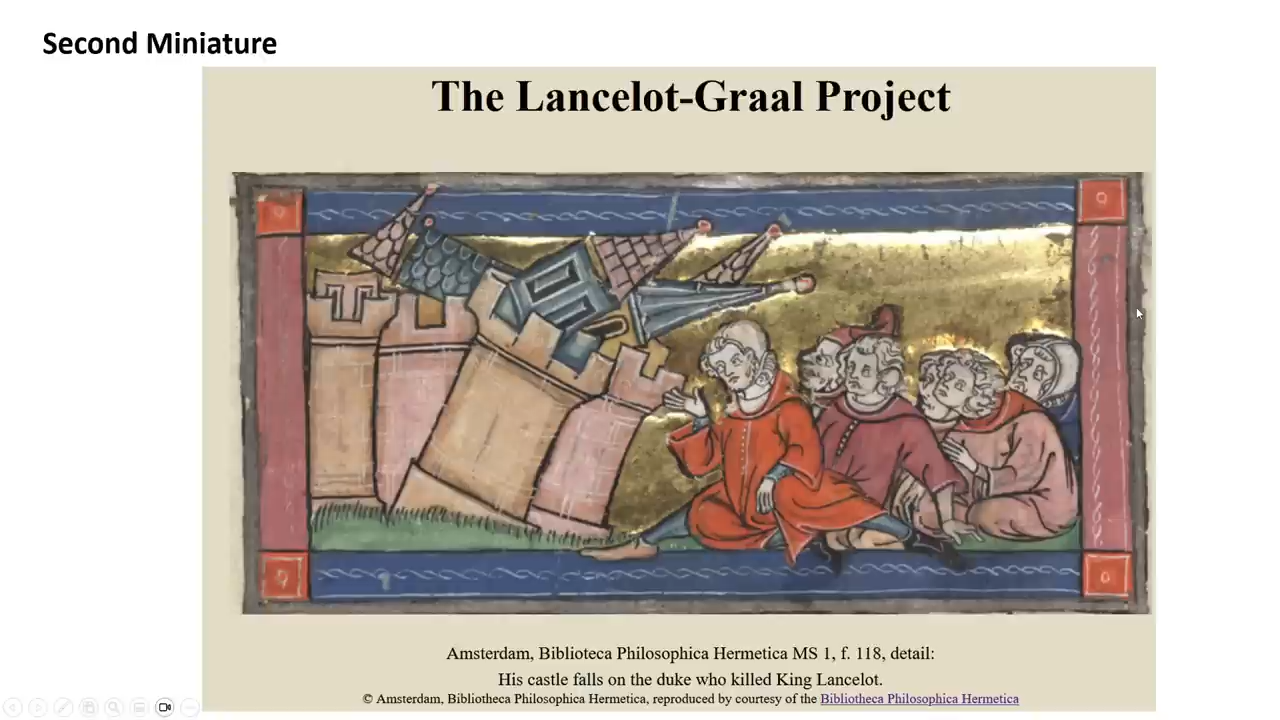 Second Miniature
The Lancelot-Graal Project
Amsterdam, Biblioteca Philosophica Hermetica MS 1, f. 118, detail:
His castle falls on the duke who killed King Lancelot.
© Amsterdam, Bibliotheca Philosophica Hermetica, reproduced by courtesy of the Bibliotheca Philosophica Hermetica